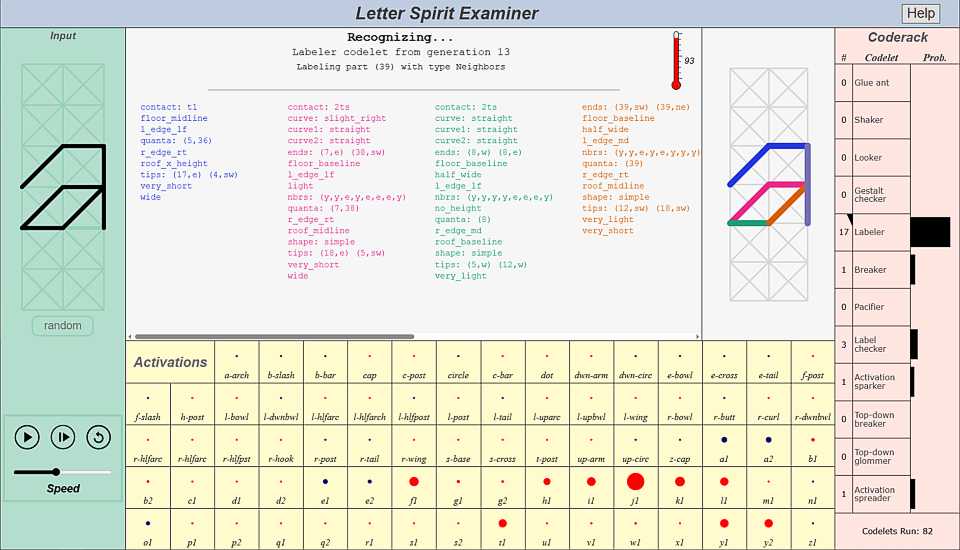 Letter Spirit Examiner
Help
Input
random
Speed
Recognizing...
Labeler codelet from generation 13
Labeling part (39) with type Neighbors
93
contact: t1
floor_midline
l_edge_lf
quanta: (5,36)
r_edge_rt
roof_x_height
tips: (17,e) (4,sw)
very_short
wide
contact: 2ts
curve: slight_right
curve1: straight
curve2: straight
ends: (7,e) (38,sw)
floor_baseline
l_edge_lf
light
nbrs: (y,y,e,y,e,e,y)
quanta: (7,38)
r_edge_rt
roof_midline
shape: simple
tips: (18,e) (5,sw)
very_short
wide
contact: 2ts
curve: straight
curve1: straight
curve2: straight
ends: (8,w) (8,e)
floor_baseline
half_wide
l_edge_lf
nbrs: (y,y,y,y,e,e,y)
no_height
quanta: (8)
r_edge_md
roof_baseline
shape: simple
tips: (5,w) (12,w)
very_light
ends: (39,sw) (39,ne)
floor_baseline
half_wide
l_edge_md
nbrs: (y,y,e,y,e,y,y)
quanta: (39)
r_edge_rt
roof_midline
shape: simple
tips: (12,sw) (18,sw)
very_light
very_short
Activations
a-arch b-slash b-bar cap c-post circle c-bar dot dwn-arm dwn-circ e-bowl e-cross e-tail f-post
f-slash h-post l-bowl l-dwnbwl l-hlfarc l-hlfarch l-hlfpost l-post l-tail l-uparc l-upbwl l-wing r-bowl r-butt r-curl r-dwnbwl
r-hlfarc r-hlfarc r-hlfpst r-hook r-post r-tail r-wing s-base s-cross t-post up-arm up-circ z-cap a1 a2 b1
b2 c1 d1 d2 e1 e2 f1 g1 g2 h1 i1 j1 k1 l1 m1 n1
o1 p1 p2 q1 q2 r1 s1 s2 t1 u1 v1 w1 x1 y1 y2 z1
Coderack
# Codelet Prob.
0 Glue ant
0 Shaker
0 Looker
0 Gestalt checker
17 Labeler
1 Breaker
0 Pacifier
3 Label checker
1 Activation sparker
0 Top-down breaker
0 Top-down glommer
1 Activation spreader
Codelets Run: 82